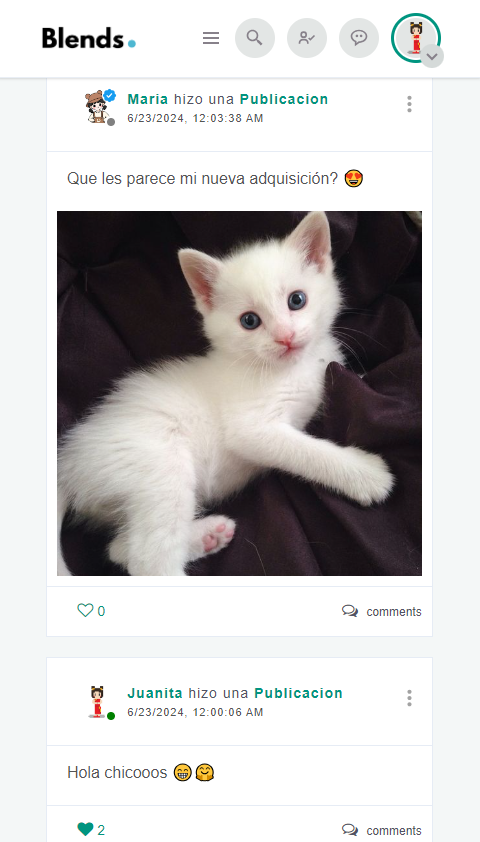 Blends.
Maria hizo una Publicacion
6/23/2024, 12:03:38 AM
Que les parece mi nueva adquisición? 😍
0
comments
Juanita hizo una Publicacion
6/23/2024, 12:00:06 AM
Hola chicooos 😁🤗
2
comments